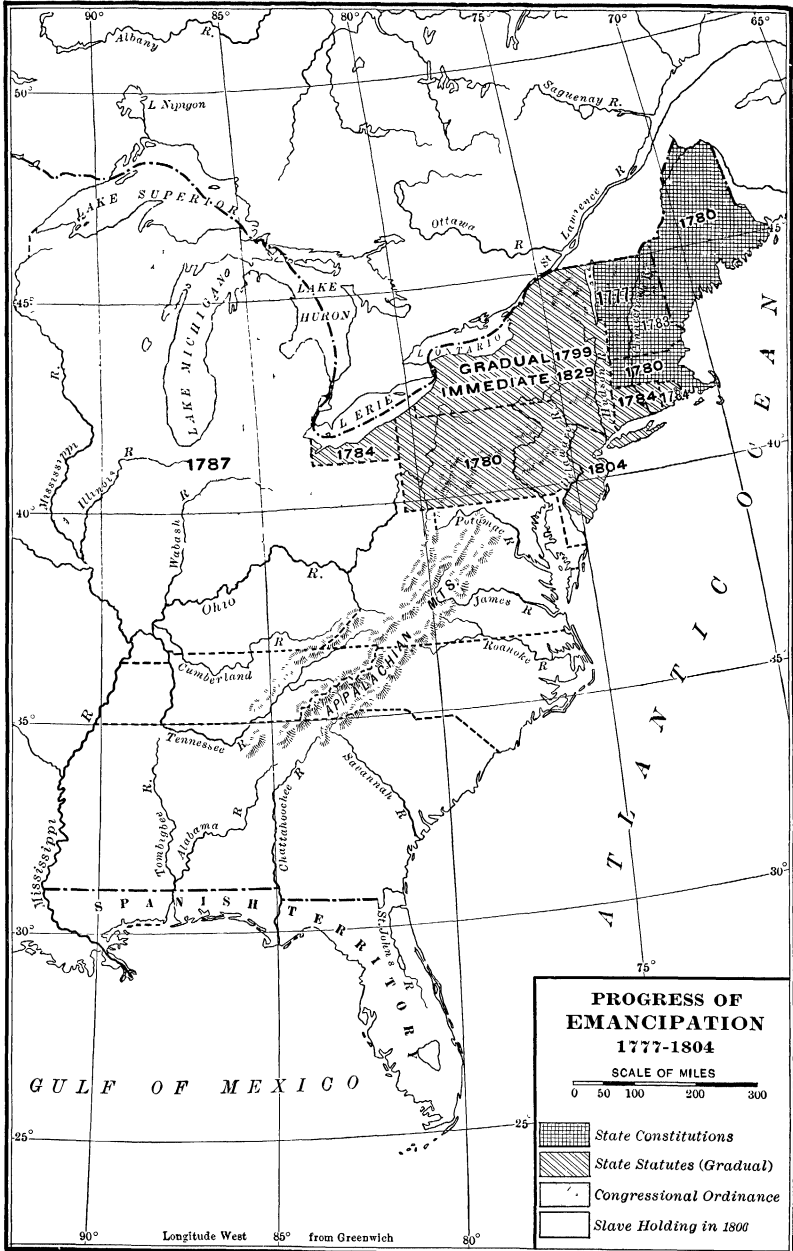 85°
80°
70°
65°
Albany R.
90°
75°
50°
L Nipigon
Saguenay R.
LAKE SUPERIOR
St Lawrence R
1780
Ottawa R
45°
45°
LAKE HURON
LAKE MICHIGAN
1777
1783
L ONTARIO
GRADUAL 1799
IMMEDIATE 1829
1780
R.
L ERIE
1784
1784
Mississippi
Illinois R
1787
1784
1780
1804
40°
40°
Wabash R
Potomac R
Ohio R.
James R
APPALACHIAN MTS.
Cumberland R
Roanoke R
35°
35°
Tennessee R
Savannah R
Tombigbee R.
Alabama R
Chattahoochee R
Mississippi R
ATLANTIC OCEAN
30°
SPANISH TERRITORY
St Johns R
30°
75°
GULF OF MEXICO
25°
25°
PROGRESS OF
EMANCIPATION
1777-1804
SCALE OF MILES
0 50 100 200 300
State Constitutions
State Statutes (Gradual)
Congressional Ordinance
Slave Holding in 1806
90° Longitude West 85° from Greenwich 80°